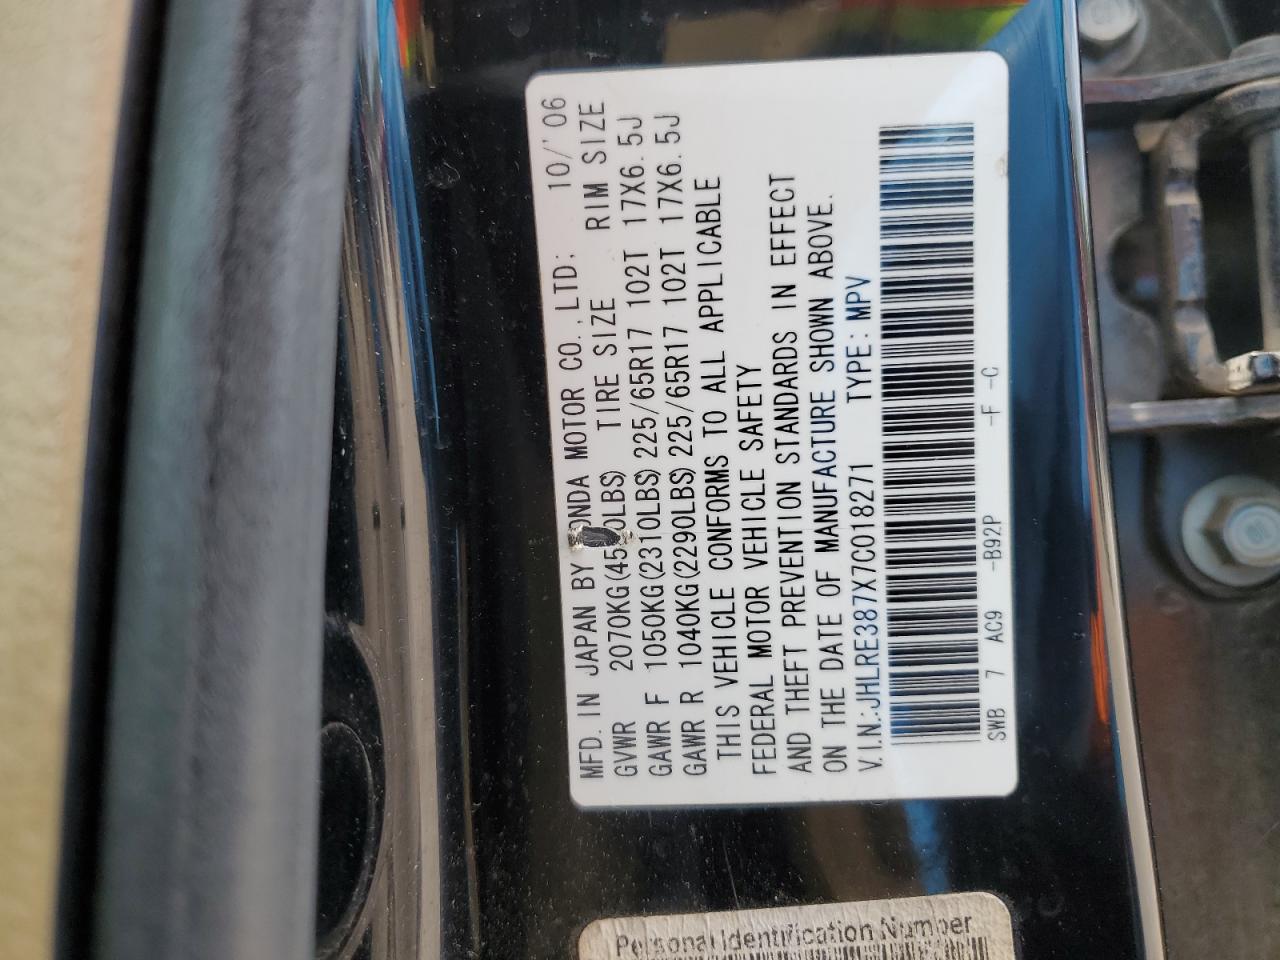 MFD. IN JAPAN BY NDA MOTOR CO.,LTD: 10/'06
GVWR 2070KG TIRE SIZE RIM SIZE
GAWR F 1050KG(2310LBS) 225/65R17 102T 17X6.5J
GAWR R 1040KG(2290LBS) 225/65R17 102T 17X6.5J
THIS VEHICLE CONFORMS TO ALL APPLICABLE
FEDERAL MOTOR VEHICLE SAFETY
AND THEFT PREVENTION STANDARDS IN EFFECT
ON THE DATE OF MANUFACTURE SHOWN ABOVE.
V.I.N.:JHLRE387X7C018271 TYPE:MPV
SWB 7 AC9 -B92P -F -C
Personal Identification Number